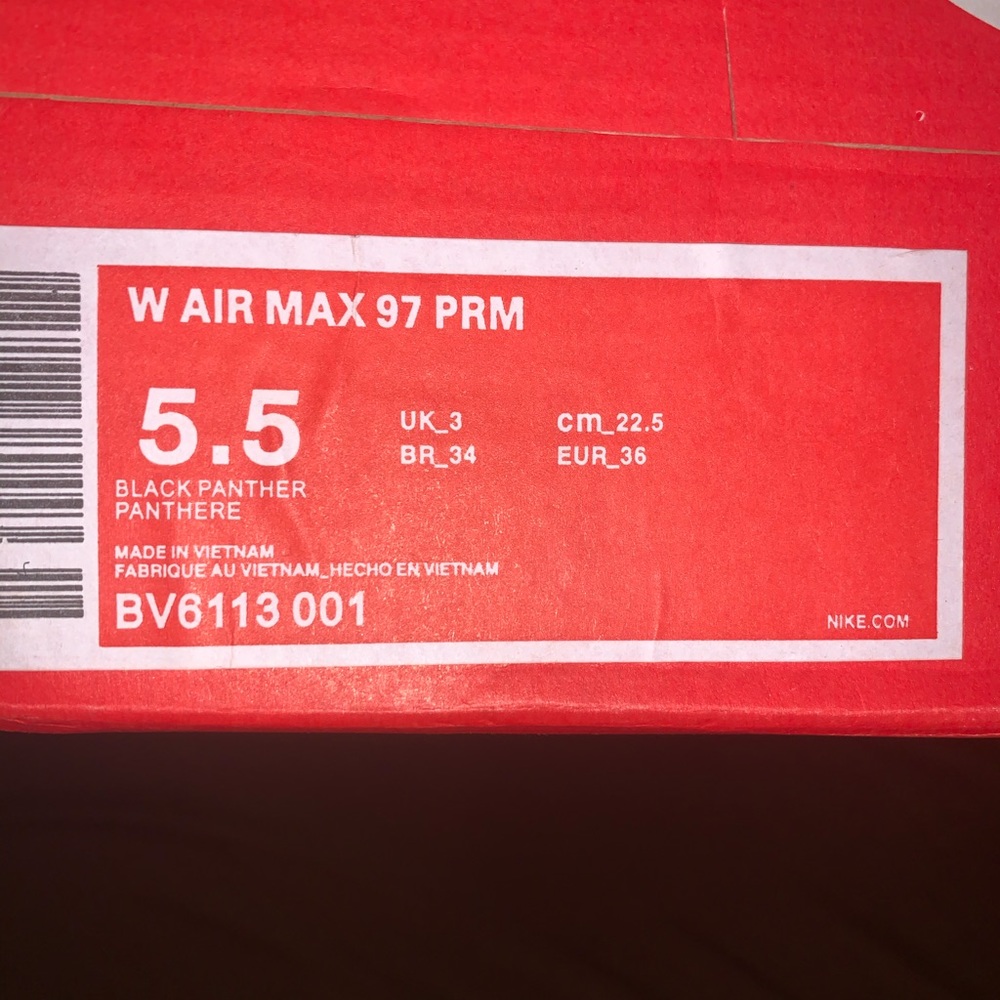 W AIR MAX 97 PRM
5.5
UK_3 cm_22.5
BR_34 EUR_36
BLACK PANTHER
PANTHERE
MADE IN VIETNAM
FABRIQUE AU VIETNAM_HECHO EN VIETNAM
BV6113 001
NIKE.COM